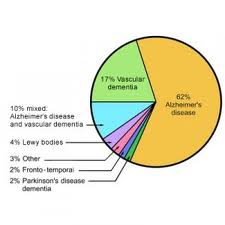 17% Vascular
dementia
62%
Alzheimer's
disease
10% mixed:
Alzheimer's disease
and vascular dementia
4% Lewy bodies
3% Other
2% Fronto-temporal
2% Parkinson's disease
dementia